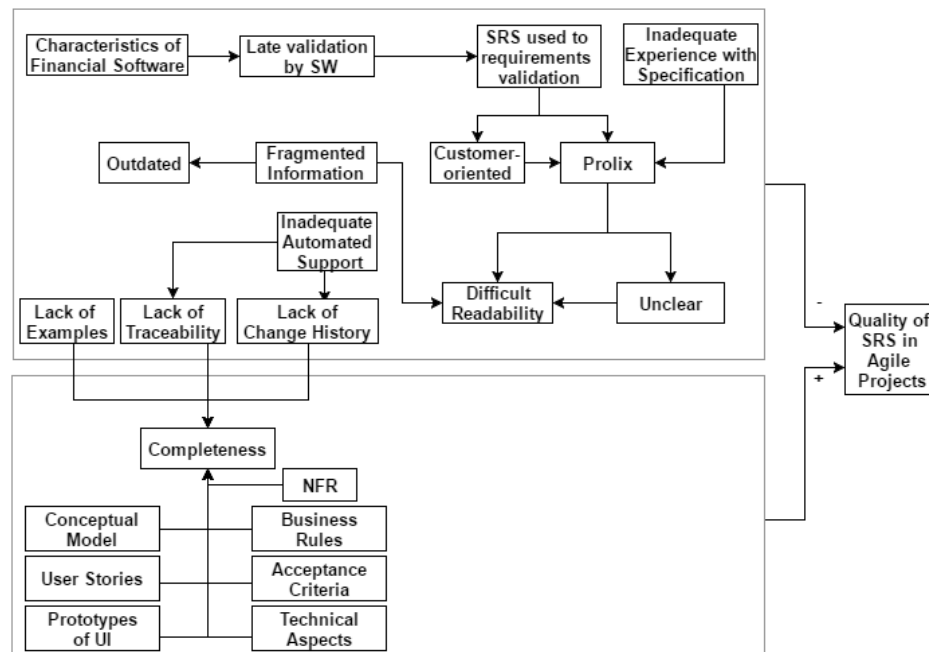 Characteristics of
Financial Software
Late validation
by SW
SRS used to
requirements
validation
Inadequate
Experience with
Specification
Outdated
Fragmented
Information
Customer-
oriented
Prolix
Inadequate
Automated
Support
Lack of
Examples
Lack of
Traceability
Lack of
Change History
Difficult
Readability
Unclear
-
Quality of
SRS in
Agile
Projects
+
Completeness
NFR
Conceptual
Model
Business
Rules
User Stories
Acceptance
Criteria
Prototypes
of UI
Technical
Aspects